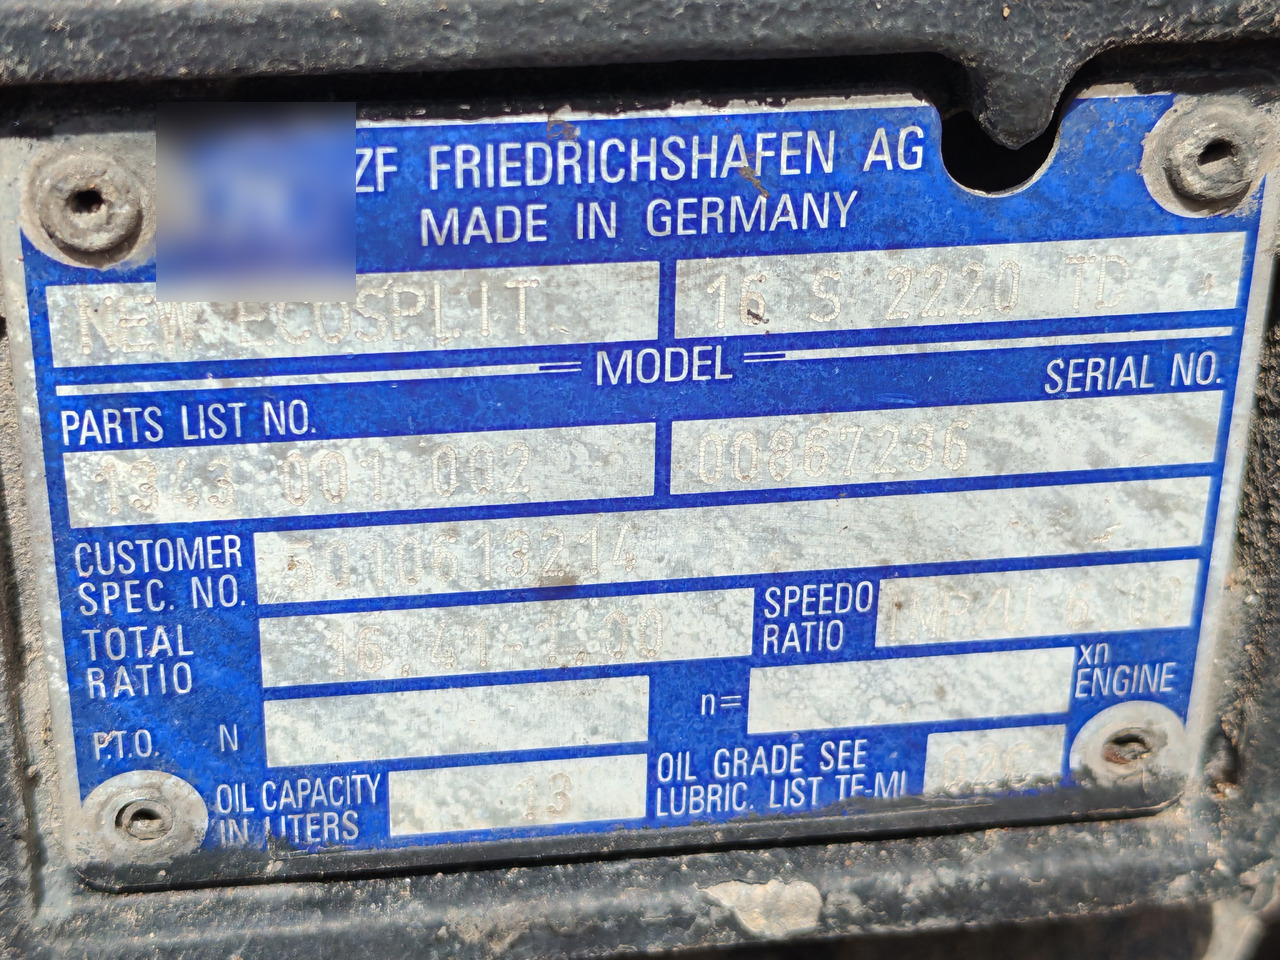 ZF FRIEDRICHSHAFEN AG
MADE IN GERMANY
NEW ECOSPLIT 16 S 2220 TD
MODEL
PARTS LIST NO. SERIAL NO.
1343 001 002 00867236
CUSTOMER SPEC. NO. 5010613214
TOTAL RATIO 16,41-1.00 SPEEDO RATIO
P.T.O. N n= xn ENGINE
OIL CAPACITY IN LITERS 13 OIL GRADE SEE LUBRIC. LIST TE-ML 02C